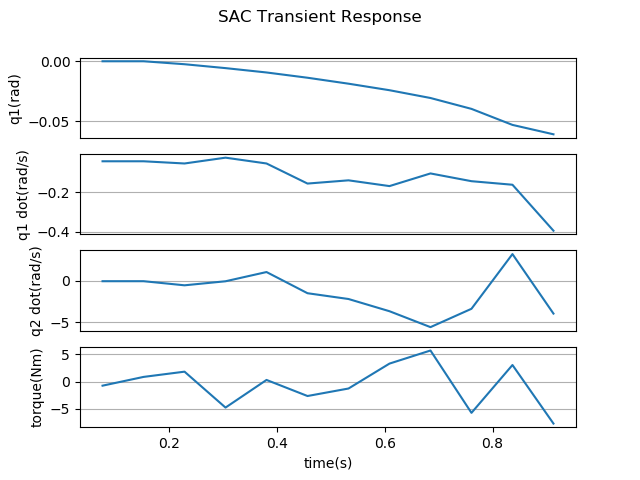 SAC Transient Response
0.00
−0.05
q1(rad)
−0.2
−0.4
q1 dot(rad/s)
0
−5
q2 dot(rad/s)
5
0
−5
torque(Nm)
0.2 0.4 0.6 0.8
time(s)